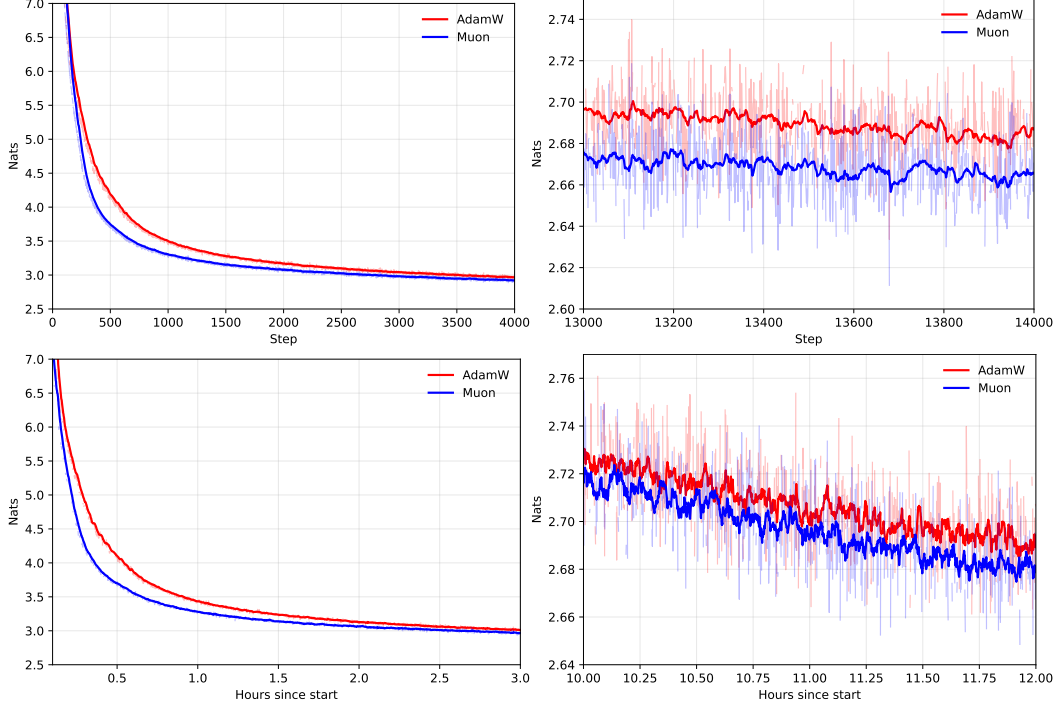 7.0
6.5
6.0
5.5
5.0
4.5
4.0
3.5
3.0
2.5
Nats
0 500 1000 1500 2000 2500 3000 3500 4000
Step
AdamW
Muon
2.74
2.72
2.70
2.68
2.66
2.64
2.62
2.60
Nats
13000 13200 13400 13600 13800 14000
Step
AdamW
Muon
7.0
6.5
6.0
5.5
5.0
4.5
4.0
3.5
3.0
2.5
Nats
0.5 1.0 1.5 2.0 2.5 3.0
Hours since start
AdamW
Muon
2.76
2.74
2.72
2.70
2.68
2.66
2.64
Nats
10.00 10.25 10.50 10.75 11.00 11.25 11.50 11.75 12.00
Hours since start
AdamW
Muon